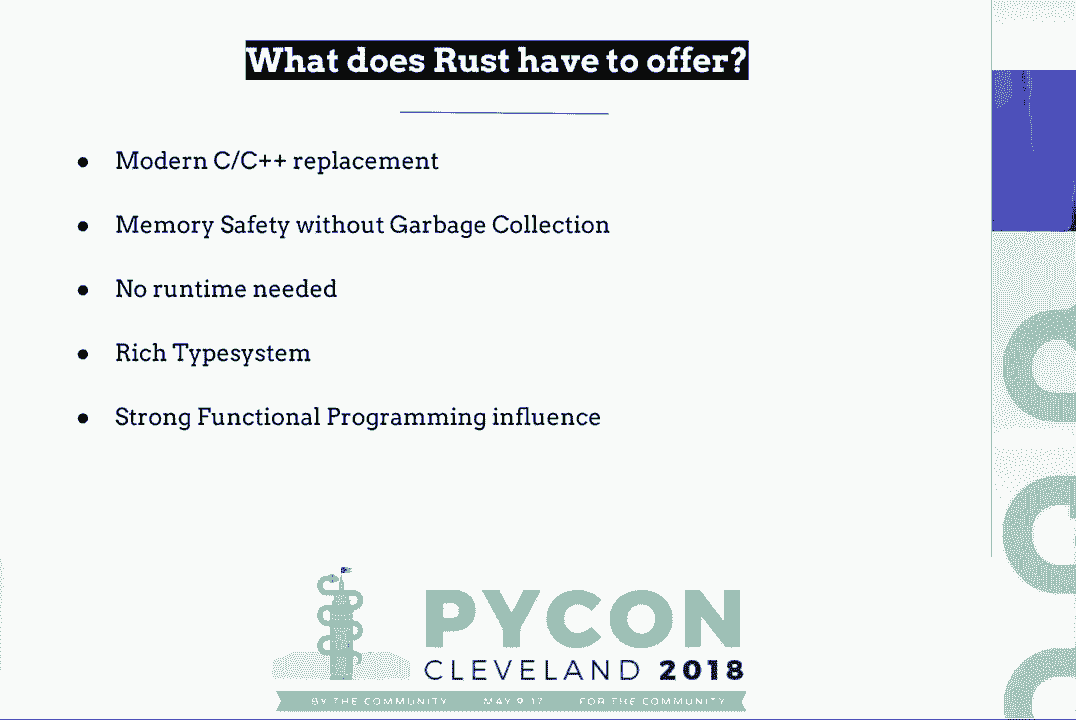 What does Rust have to offer?
● Modern C/C++ replacement
● Memory Safety without Garbage Collection
● No runtime needed
● Rich Typesystem
● Strong Functional Programming influence
PYCON
CLEVELAND 2018
BY THE COMMUNITY MAY 9-17 FOR THE COMMUNITY